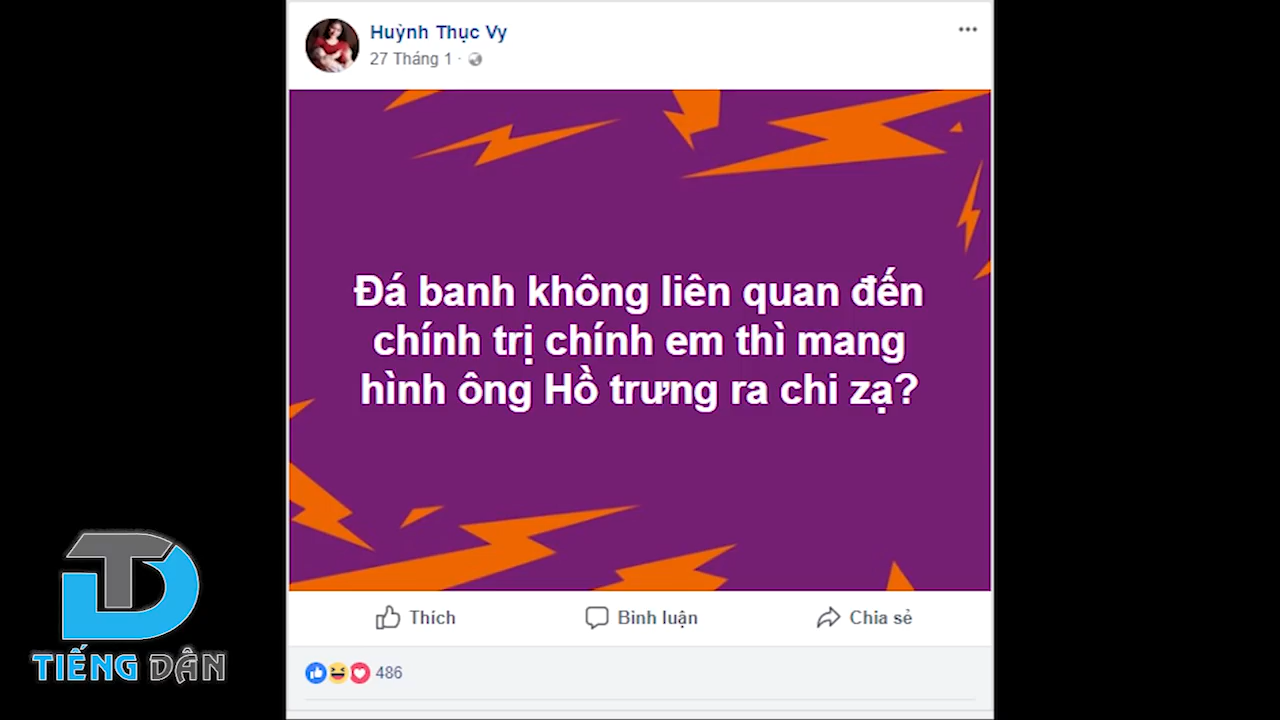 Huỳnh Thục Vy
27 Tháng 1 ·
Đá banh không liên quan đến
chính trị chính em thì mang
hình ông Hồ trưng ra chi zạ?
Thích
Bình luận
Chia sẻ
486
TD
TIẾNG DÂN